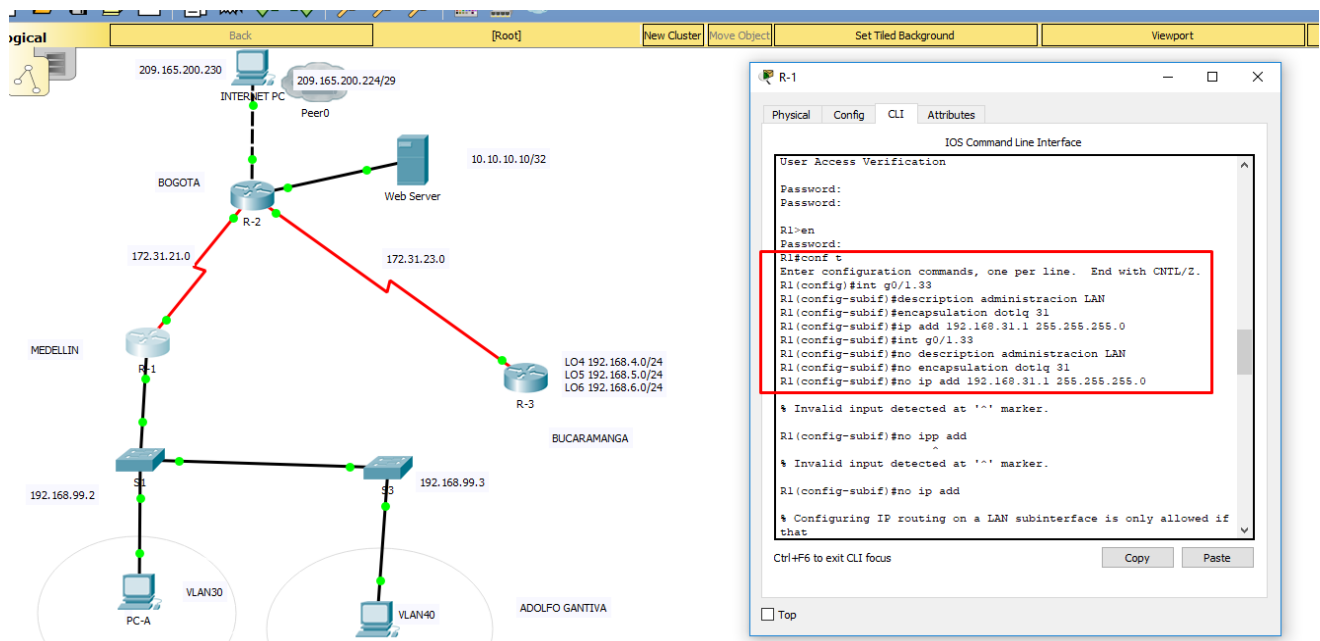 ogical
Back
[Root]
New Cluster
Move Object
Set Tiled Background
Viewport
209.165.200.230
209.165.200.224/29
INTERNET PC
Peer0
10.10.10.10/32
BOGOTA
Web Server
R-2
172.31.21.0
172.31.23.0
MEDELLIN
R-1
LO4 192.168.4.0/24
LO5 192.168.5.0/24
LO6 192.168.6.0/24
R-3
BUCARAMANGA
S1
S3
192.168.99.2
192.168.99.3
VLAN30
PC-A
VLAN40
ADOLFO GANTIVA
R-1
Physical
Config
CLI
Attributes
IOS Command Line Interface
User Access Verification
Password:
Password:
R1>en
Password:
R1#conf t
Enter configuration commands, one per line. End with CNTL/Z.
R1(config)#int g0/1.33
R1(config-subif)#description administracion LAN
R1(config-subif)#encapsulation dot1q 31
R1(config-subif)#ip add 192.168.31.1 255.255.255.0
R1(config-subif)#int g0/1.33
R1(config-subif)#no description administracion LAN
R1(config-subif)#no encapsulation dot1q 31
R1(config-subif)#no ip add 192.168.31.1 255.255.255.0
% Invalid input detected at '^' marker.
R1(config-subif)#no ipp add
^
% Invalid input detected at '^' marker.
R1(config-subif)#no ip add
% Configuring IP routing on a LAN subinterface is only allowed if
that
Ctrl+F6 to exit CLI focus
Copy
Paste
Top